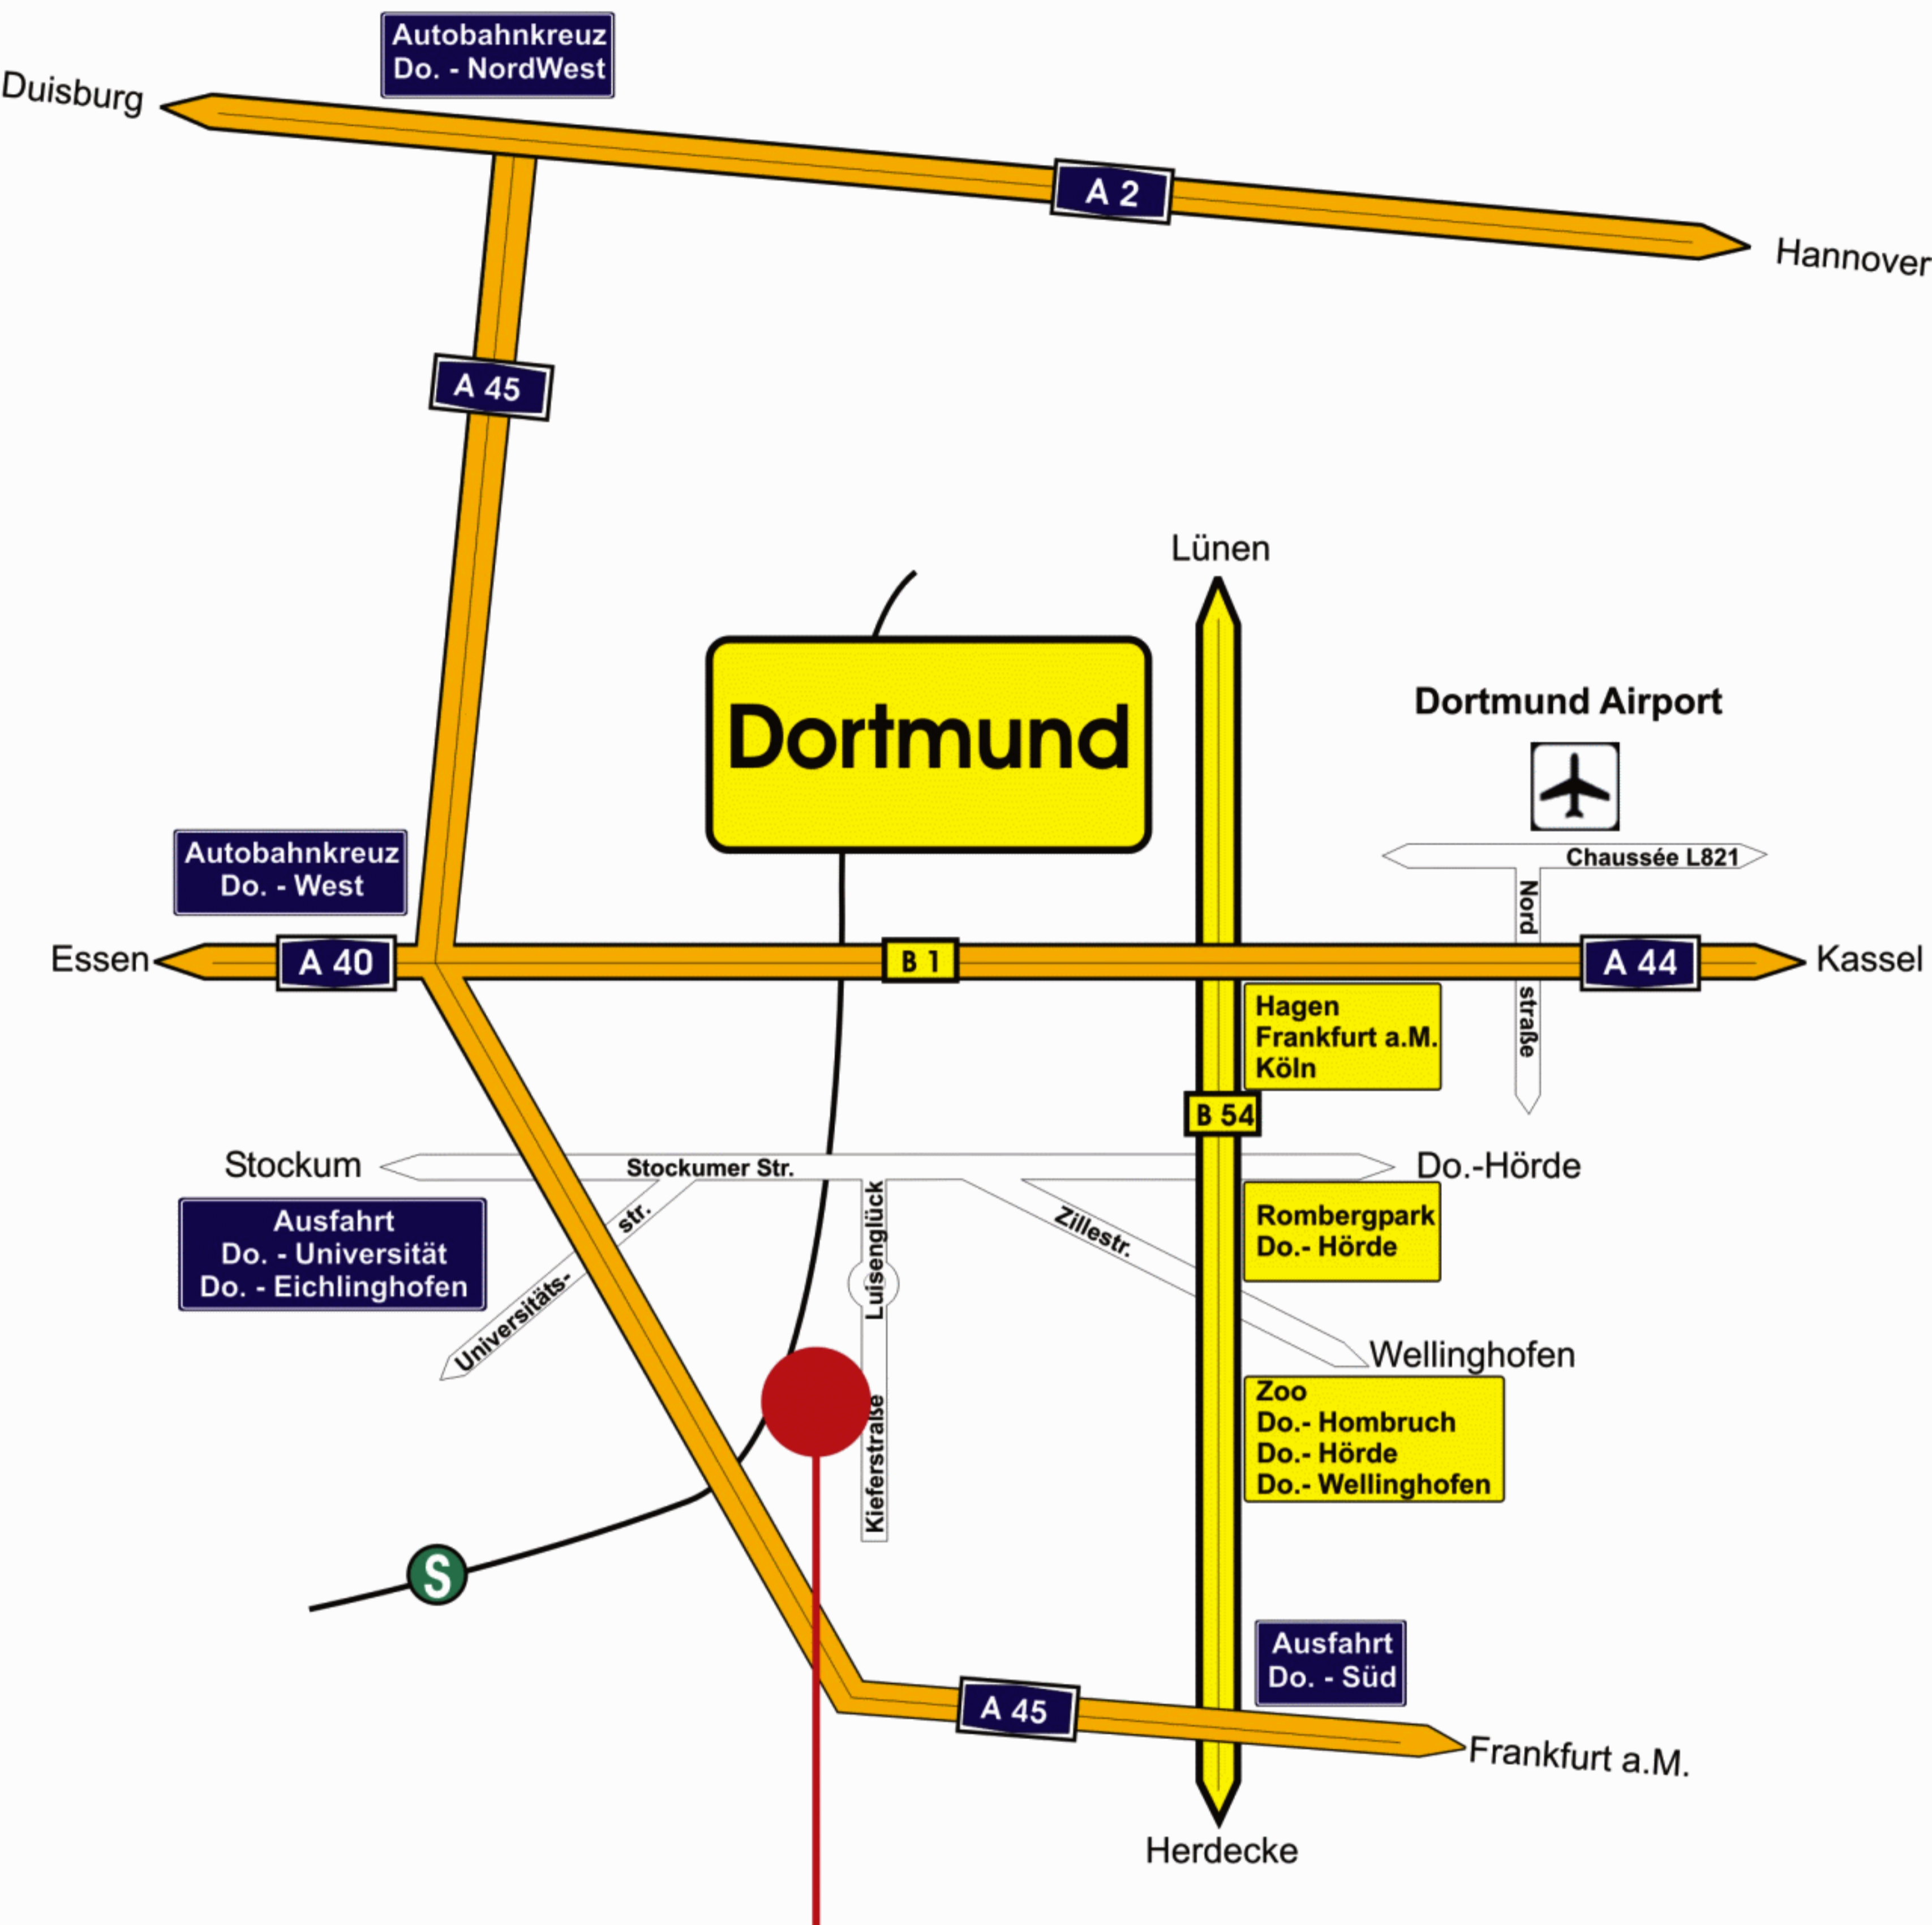 Autobahnkreuz
Do. - NordWest
Duisburg
A 2
Hannover
A 45
Lünen
Dortmund
Dortmund Airport
Autobahnkreuz
Do. - West
Chaussée L821
Nord
straße
Essen
A 40
B 1
A 44
Kassel
Hagen
Frankfurt a.M.
Köln
B 54
Stockum
Stockumer Str.
Do.-Hörde
Ausfahrt
Do. - Universität
Do. - Eichlinghofen
Universitäts-
str.
Luisenglück
Zillestr.
Rombergpark
Do.- Hörde
Wellinghofen
Kieferstraße
Zoo
Do.- Hombruch
Do.- Hörde
Do.- Wellinghofen
S
Ausfahrt
Do. - Süd
A 45
Frankfurt a.M.
Herdecke